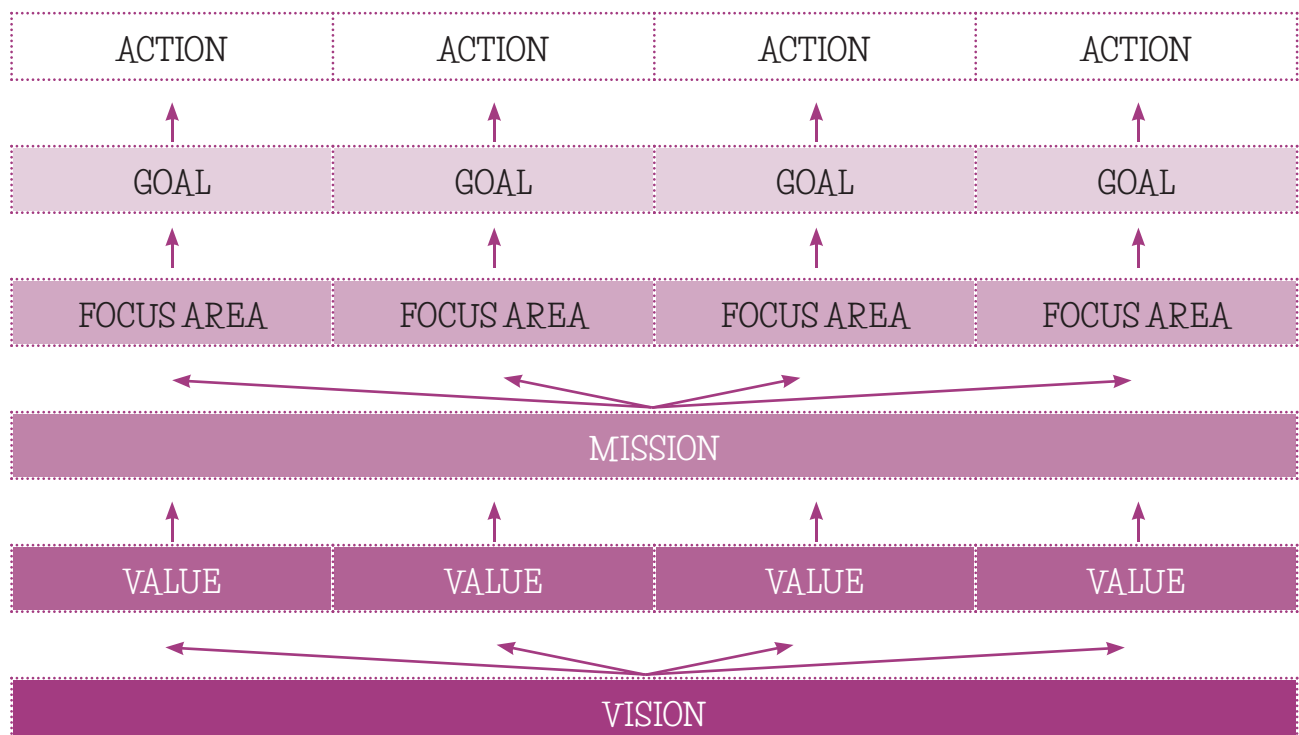 ACTION ACTION ACTION ACTION
GOAL GOAL GOAL GOAL
FOCUS AREA FOCUS AREA FOCUS AREA FOCUS AREA
MISSION
VALUE VALUE VALUE VALUE
VISION